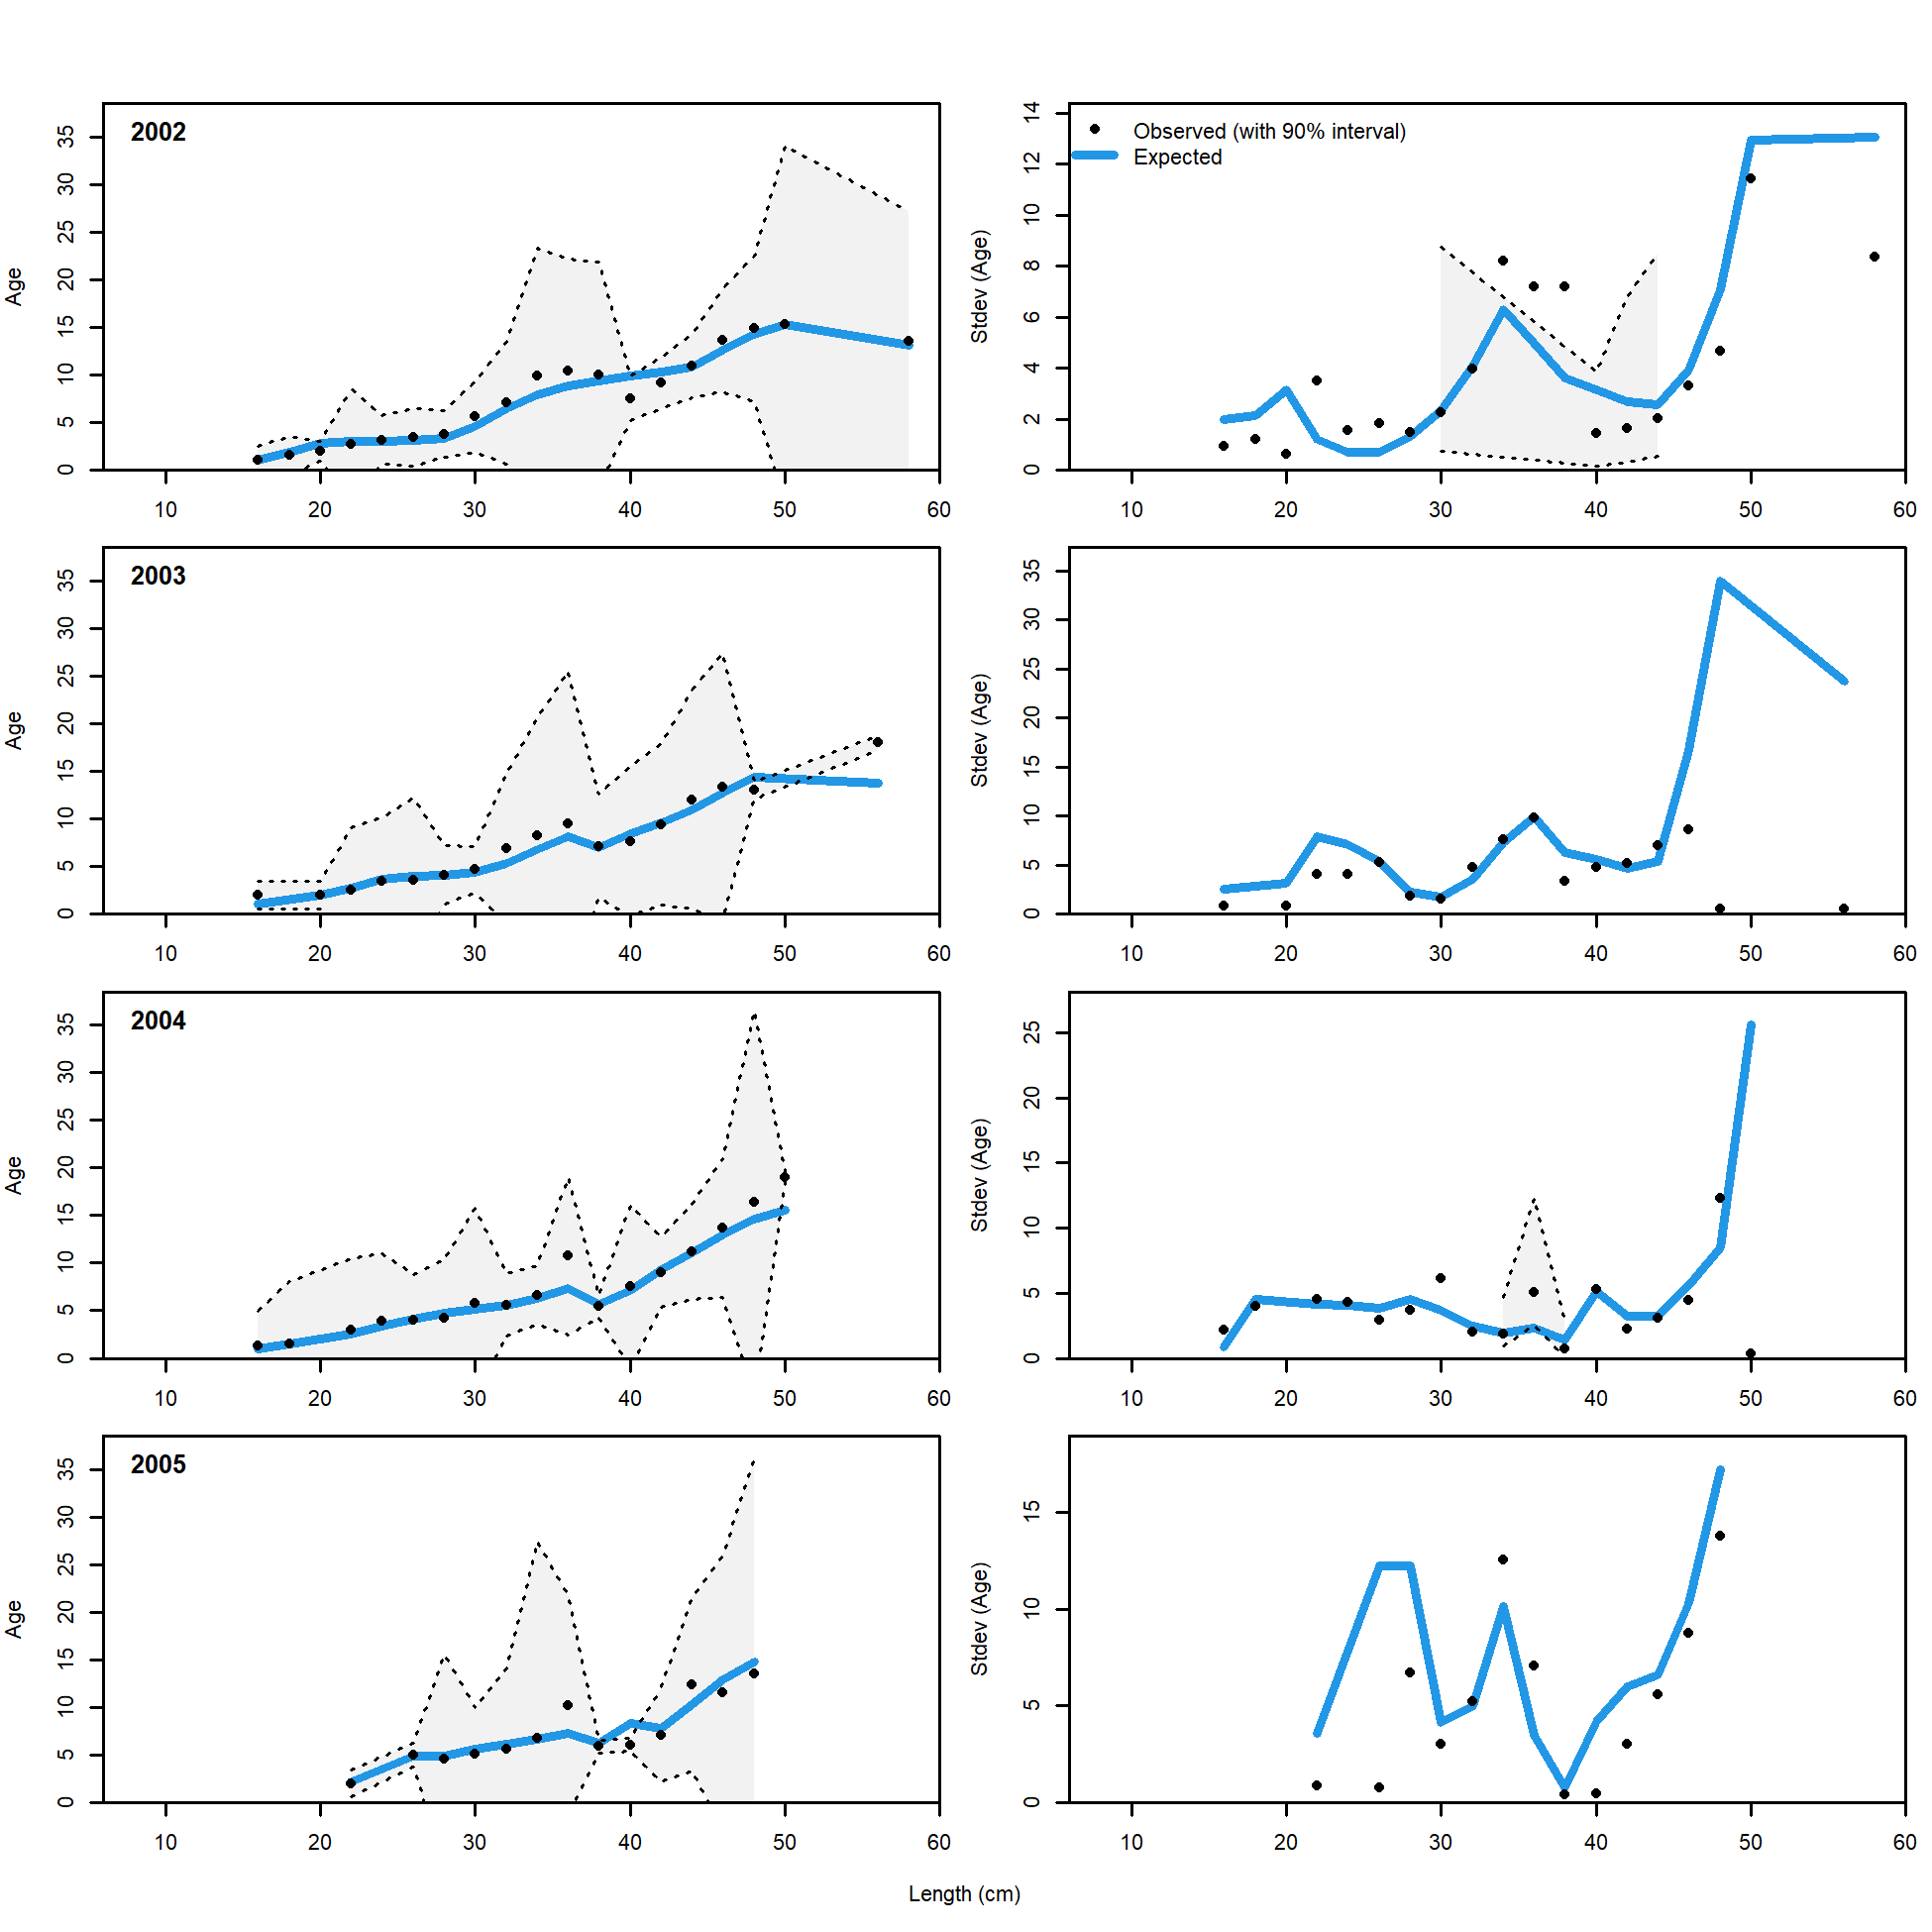 2002
Age
0 5 10 15 20 25 30 35
10 20 30 40 50 60
Observed (with 90% interval)
Expected
Stdev (Age)
0 2 4 6 8 10 12 14
10 20 30 40 50 60
2003
Age
0 5 10 15 20 25 30 35
10 20 30 40 50 60
Stdev (Age)
0 5 10 15 20 25 30 35
10 20 30 40 50 60
2004
Age
0 5 10 15 20 25 30 35
10 20 30 40 50 60
Stdev (Age)
0 5 10 15 20 25
10 20 30 40 50 60
2005
Age
0 5 10 15 20 25 30 35
10 20 30 40 50 60
Stdev (Age)
0 5 10 15
10 20 30 40 50 60
Length (cm)